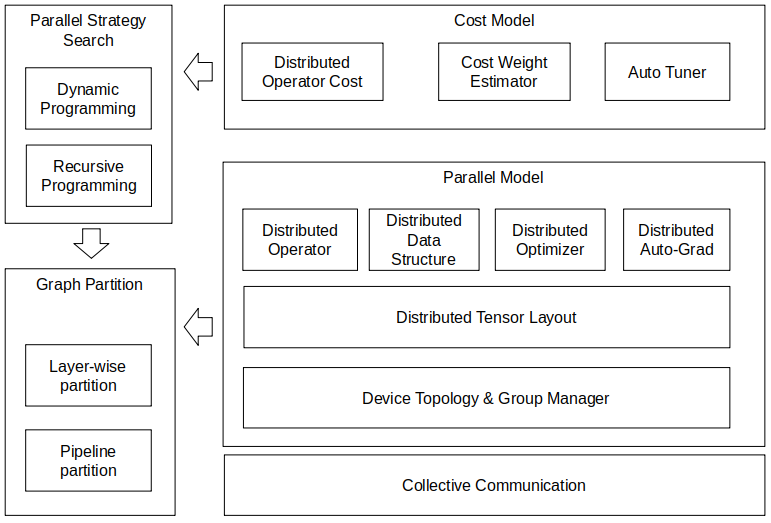 Parallel Strategy
Search
Dynamic
Programming
Recursive
Programming
Cost Model
Distributed
Operator Cost
Cost Weight
Estimator
Auto Tuner
Parallel Model
Distributed
Operator
Distributed
Data
Structure
Distributed
Optimizer
Distributed
Auto-Grad
Distributed Tensor Layout
Device Topology & Group Manager
Graph Partition
Layer-wise
partition
Pipeline
partition
Collective Communication